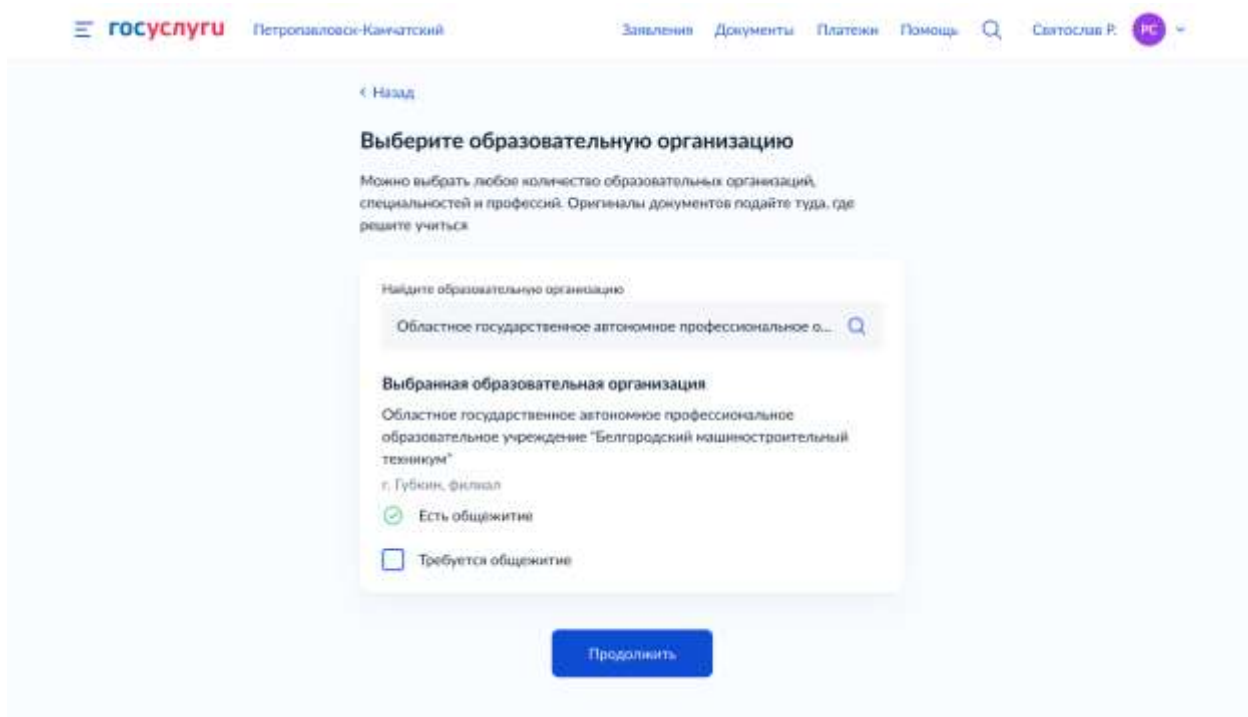 госуслуги Петропавловск-Камчатский Заявления Документы Платежи Помощь Святослав Р. РС
< Назад
Выберите образовательную организацию
Можно выбрать любое количество образовательных организаций,
специальностей и профессий. Оригиналы документов подайте туда, где
решите учиться
Найдите образовательную организацию
Областное государственное автономное профессиональное о...
Выбранная образовательная организация
Областное государственное автономное профессиональное
образовательное учреждение "Белгородский машиностроительный
техникум"
г. Губкин, филиал
Есть общежитие
Требуется общежитие
Продолжить